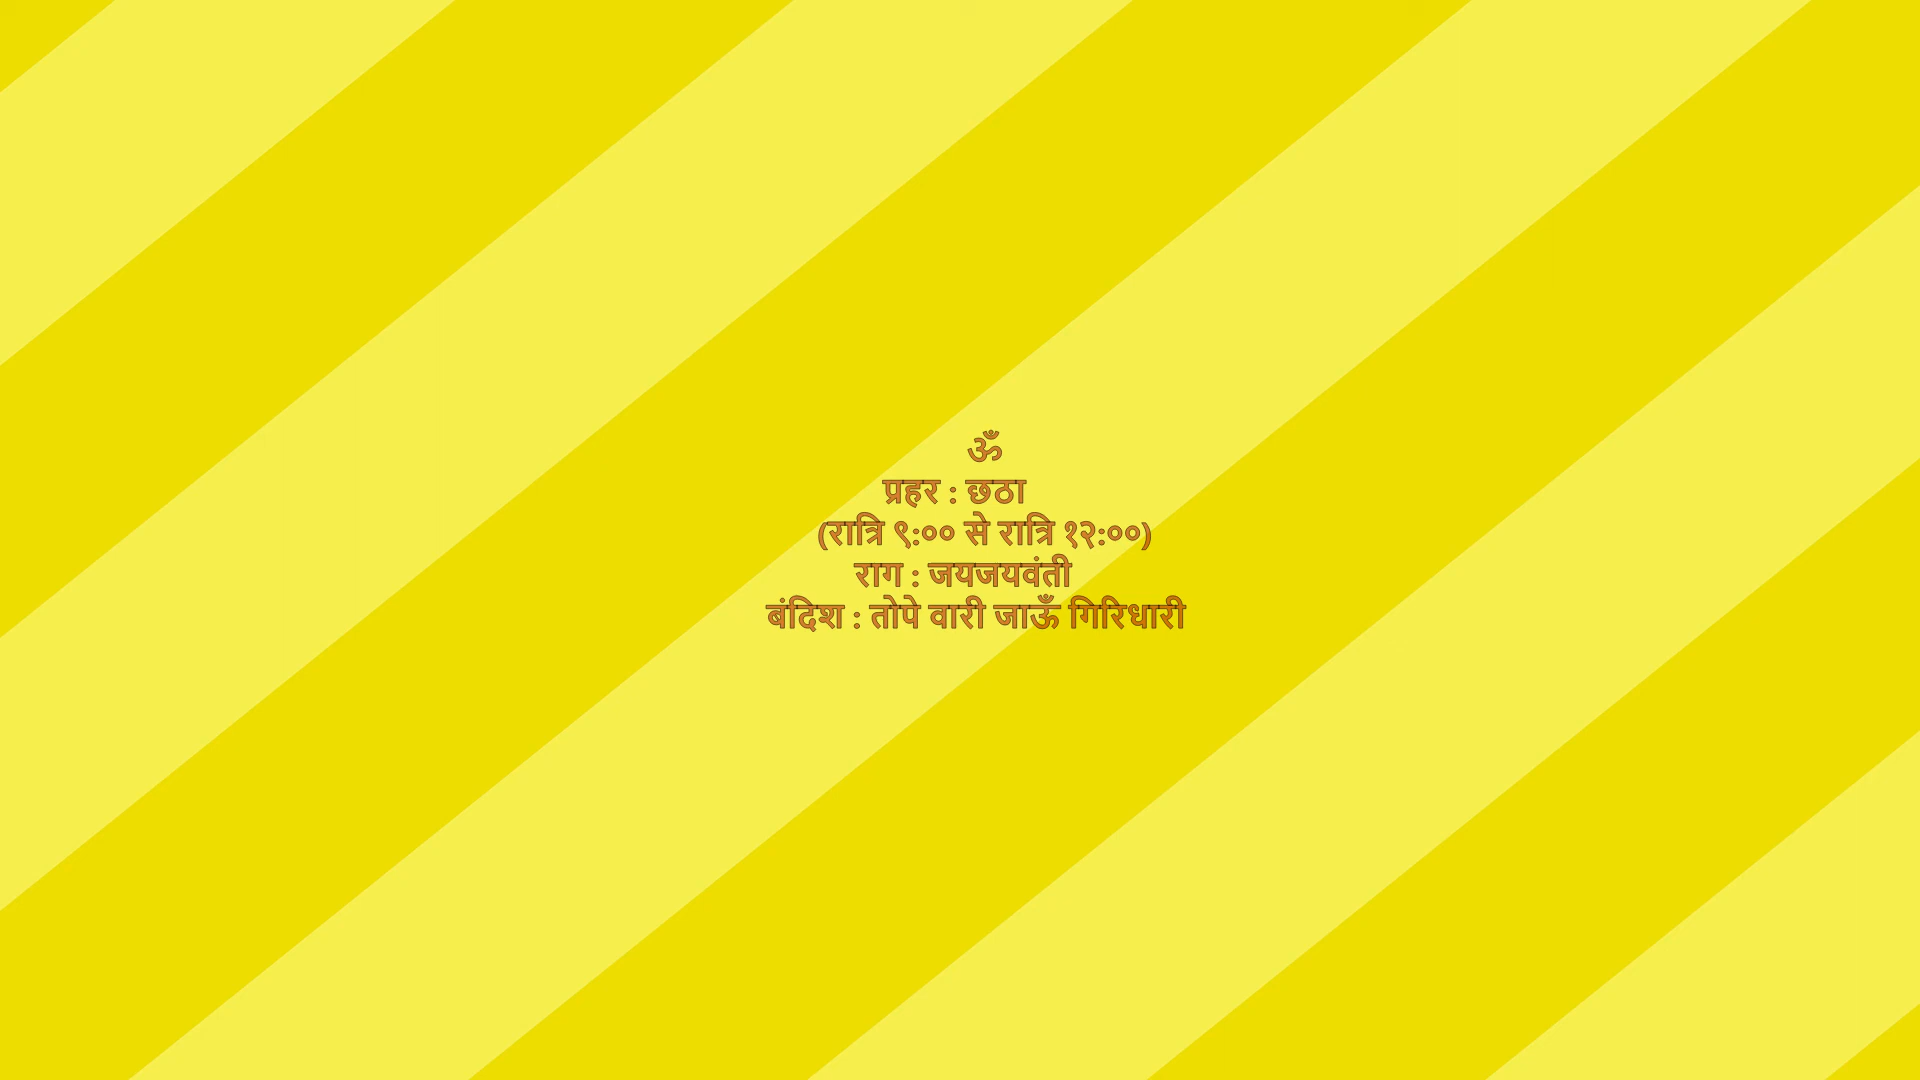 ॐ
प्रहर : छठा
(रात्रि ९:०० से रात्रि १२:००)
राग : जयजयवंती
बंदिश : तोपे वारी जाऊँ गिरिधारी